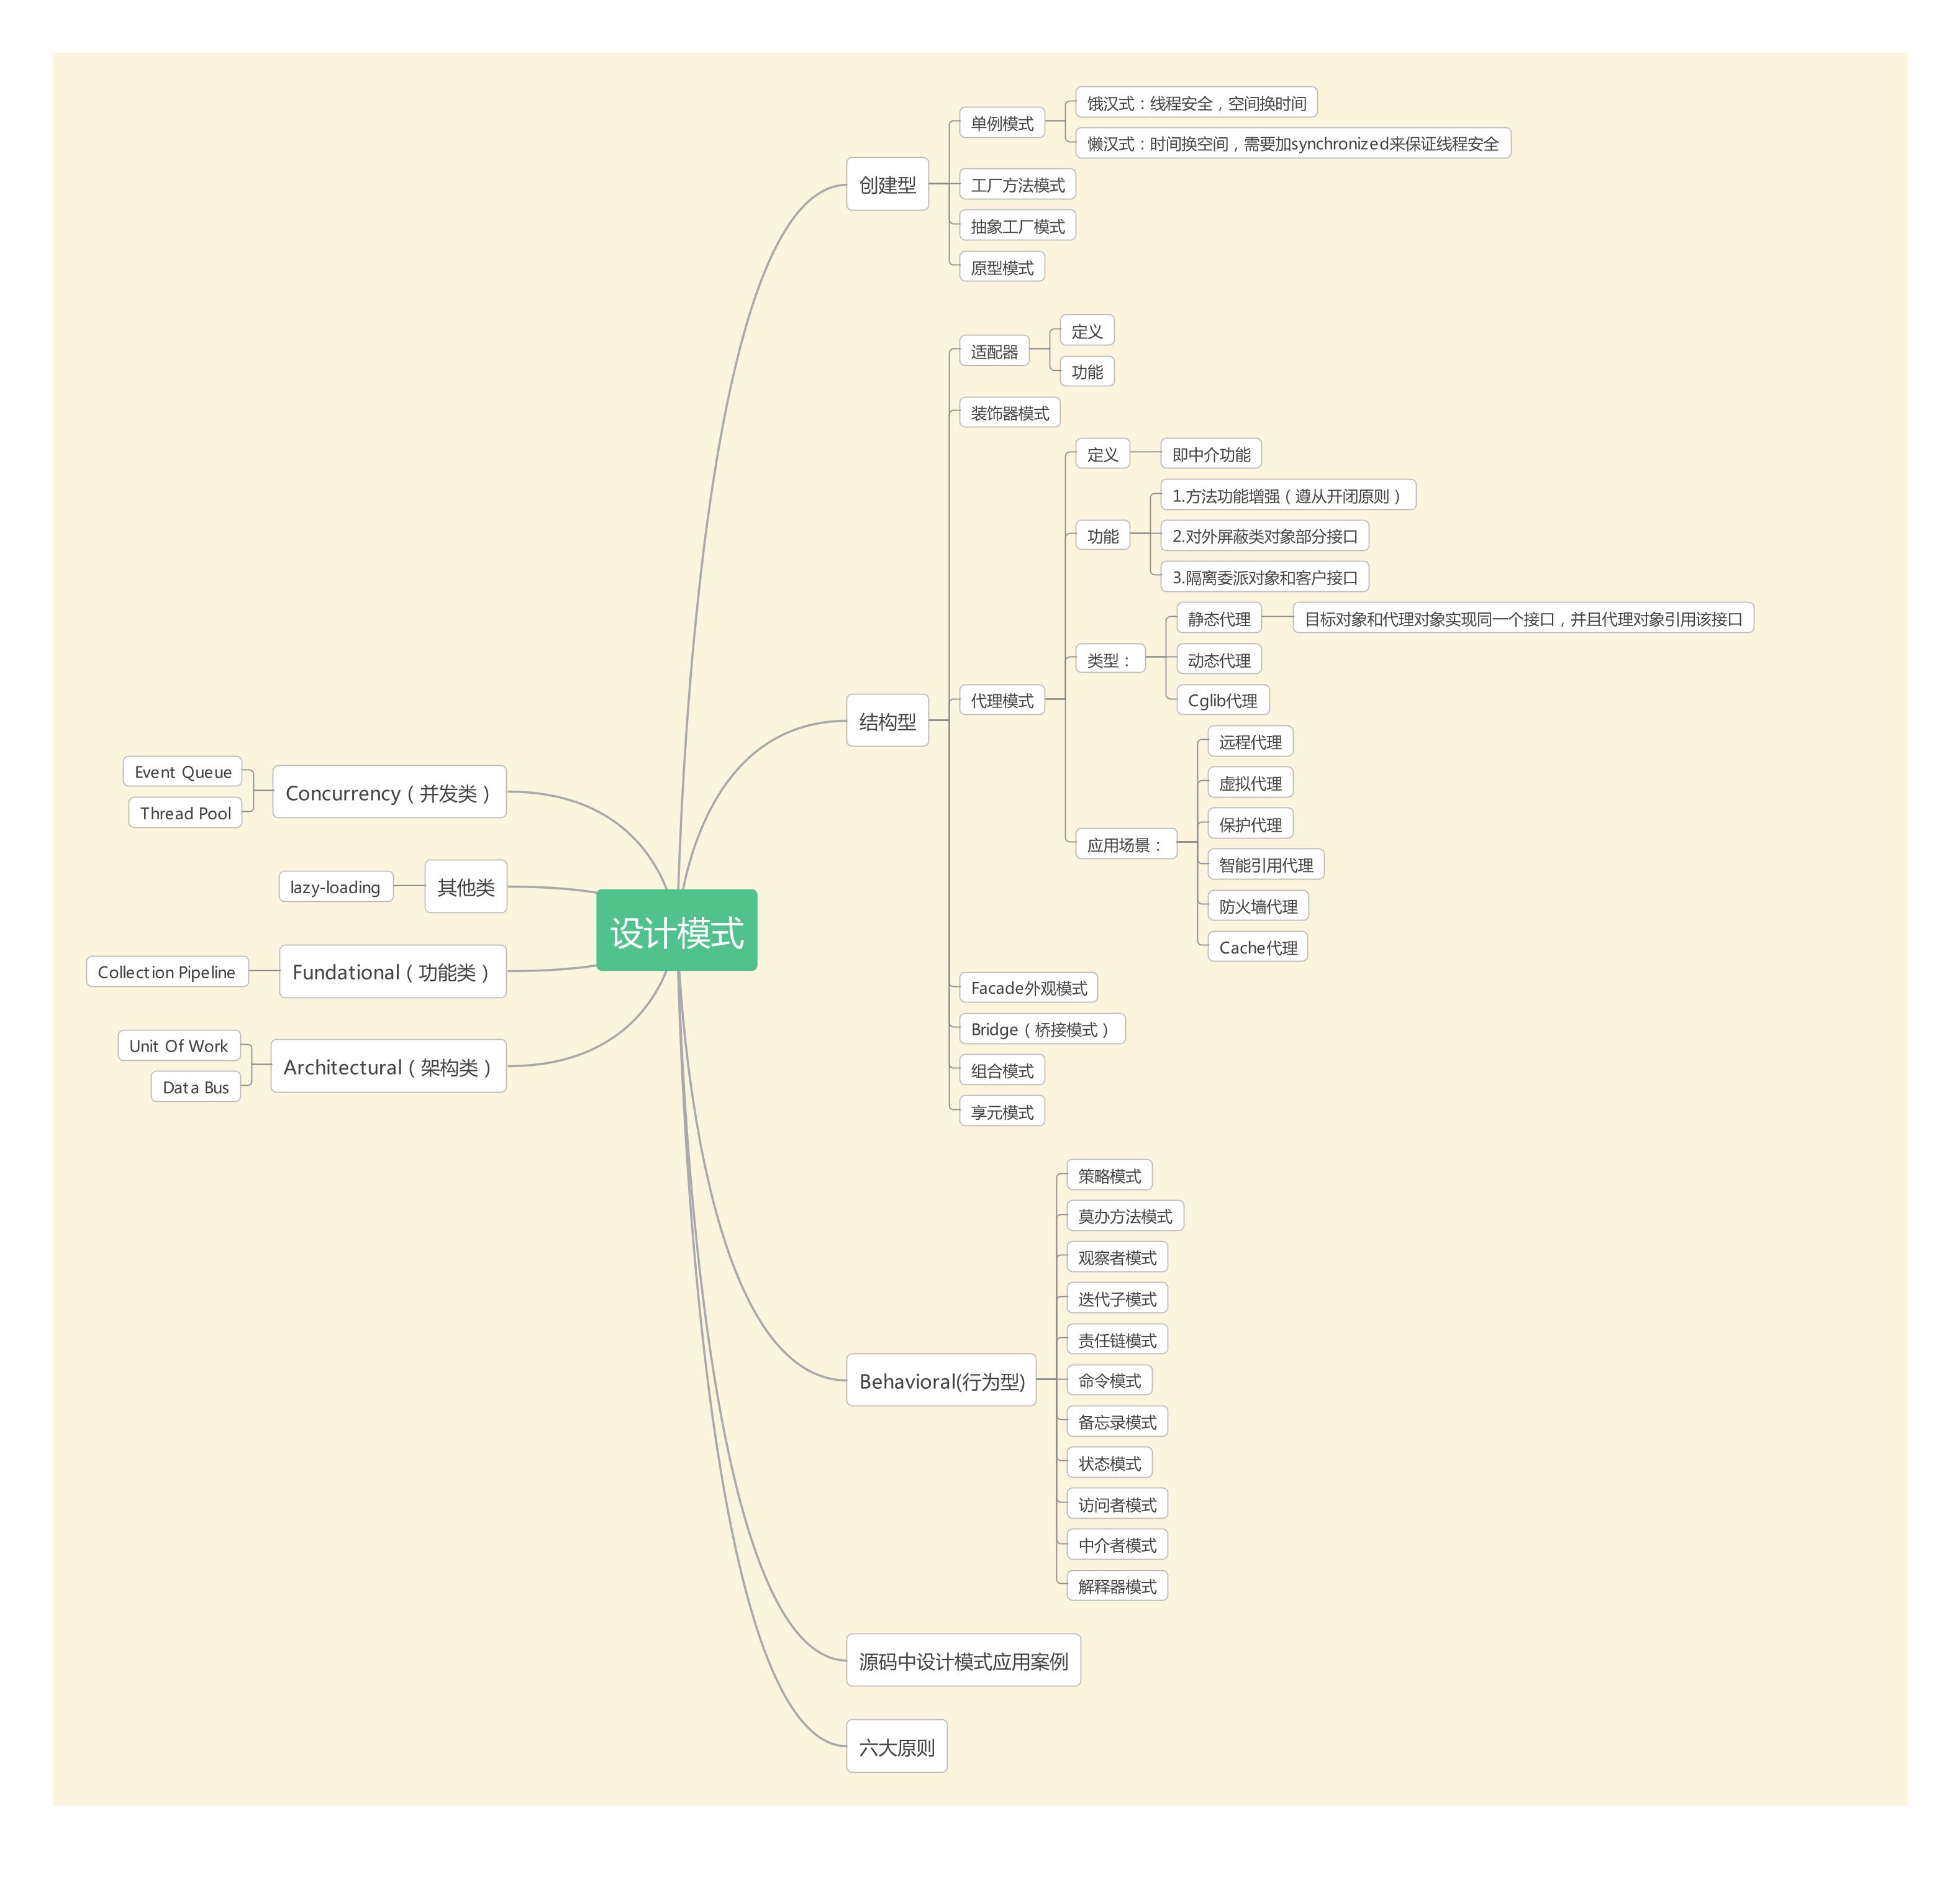 设计模式
创建型
单例模式
饿汉式：线程安全，空间换时间
懒汉式：时间换空间，需要加synchronized来保证线程安全
工厂方法模式
抽象工厂模式
原型模式
结构型
适配器
定义
功能
装饰器模式
代理模式
定义
即中介功能
功能
1.方法功能增强（遵从开闭原则）
2.对外屏蔽类对象部分接口
3.隔离委派对象和客户接口
类型：
静态代理
目标对象和代理对象实现同一个接口，并且代理对象引用该接口
动态代理
Cglib代理
应用场景：
远程代理
虚拟代理
保护代理
智能引用代理
防火墙代理
Cache代理
Facade外观模式
Bridge（桥接模式）
组合模式
享元模式
Behavioral(行为型)
策略模式
莫办方法模式
观察者模式
迭代子模式
责任链模式
命令模式
备忘录模式
状态模式
访问者模式
中介者模式
解释器模式
源码中设计模式应用案例
六大原则
Concurrency（并发类）
Event Queue
Thread Pool
其他类
lazy-loading
Fundational（功能类）
Collection Pipeline
Architectural（架构类）
Unit Of Work
Data Bus